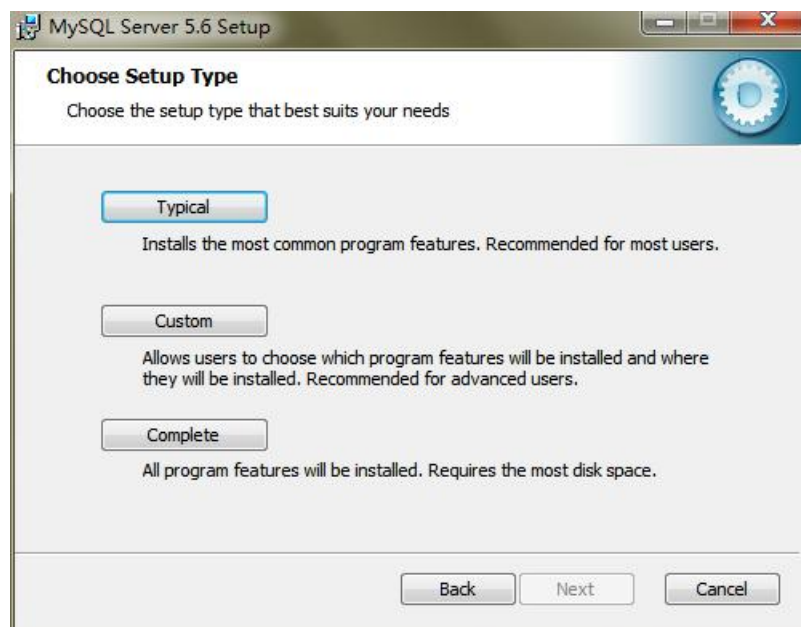 MySQL Server 5.6 Setup
Choose Setup Type
Choose the setup type that best suits your needs
Typical
Installs the most common program features. Recommended for most users.
Custom
Allows users to choose which program features will be installed and where
they will be installed. Recommended for advanced users.
Complete
All program features will be installed. Requires the most disk space.
Back Next Cancel